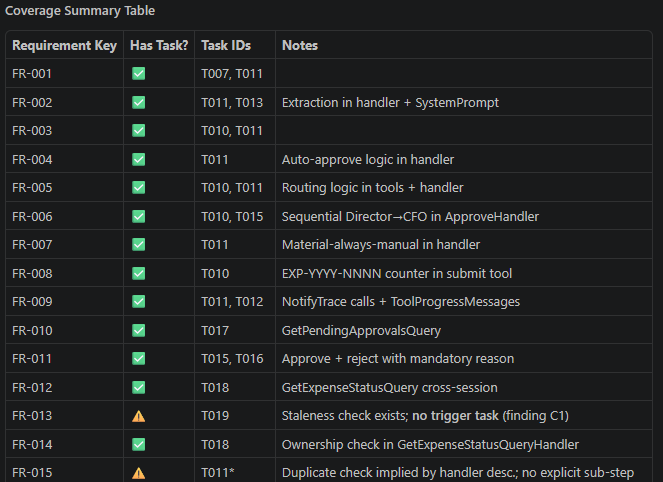 Coverage Summary Table
Requirement Key Has Task? Task IDs Notes
FR-001 ✅ T007, T011
FR-002 ✅ T011, T013 Extraction in handler + SystemPrompt
FR-003 ✅ T010, T011
FR-004 ✅ T011 Auto-approve logic in handler
FR-005 ✅ T010, T011 Routing logic in tools + handler
FR-006 ✅ T010, T015 Sequential Director→CFO in ApproveHandler
FR-007 ✅ T011 Material-always-manual in handler
FR-008 ✅ T010 EXP-YYYY-NNNN counter in submit tool
FR-009 ✅ T011, T012 NotifyTrace calls + ToolProgressMessages
FR-010 ✅ T017 GetPendingApprovalsQuery
FR-011 ✅ T015, T016 Approve + reject with mandatory reason
FR-012 ✅ T018 GetExpenseStatusQuery cross-session
FR-013 ⚠️ T019 Staleness check exists; no trigger task (finding C1)
FR-014 ✅ T018 Ownership check in GetExpenseStatusQueryHandler
FR-015 ⚠️ T011* Duplicate check implied by handler desc.; no explicit sub-step